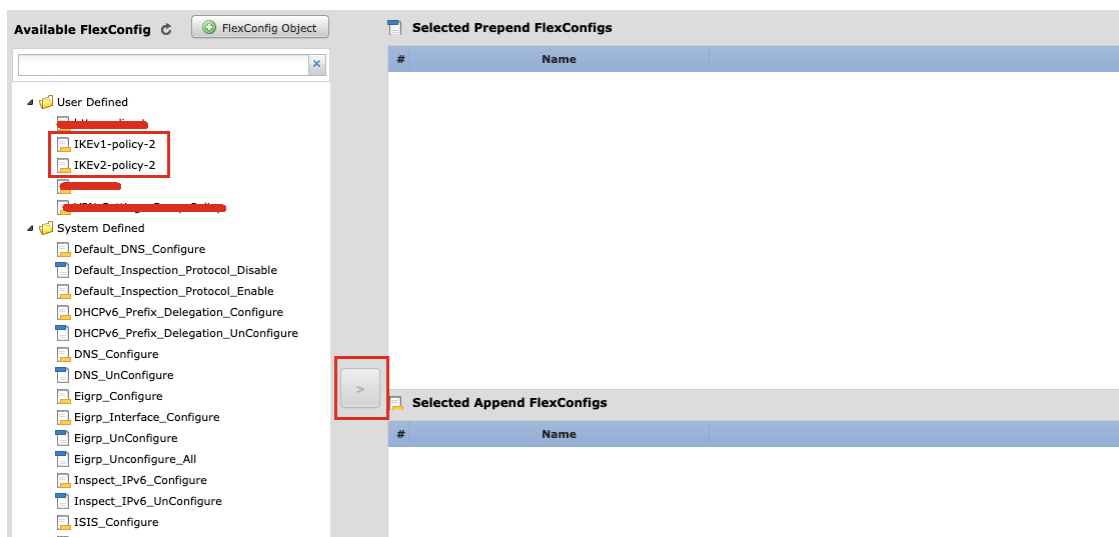 Available FlexConfig
FlexConfig Object
User Defined
IKEv1-policy-2
IKEv2-policy-2
System Defined
Default_DNS_Configure
Default_Inspection_Protocol_Disable
Default_Inspection_Protocol_Enable
DHCPv6_Prefix_Delegation_Configure
DHCPv6_Prefix_Delegation_UnConfigure
DNS_Configure
DNS_UnConfigure
Eigrp_Configure
Eigrp_Interface_Configure
Eigrp_UnConfigure
Eigrp_Unconfigure_All
Inspect_IPv6_Configure
Inspect_IPv6_UnConfigure
ISIS_Configure
>
Selected Prepend FlexConfigs
# Name
Selected Append FlexConfigs
# Name